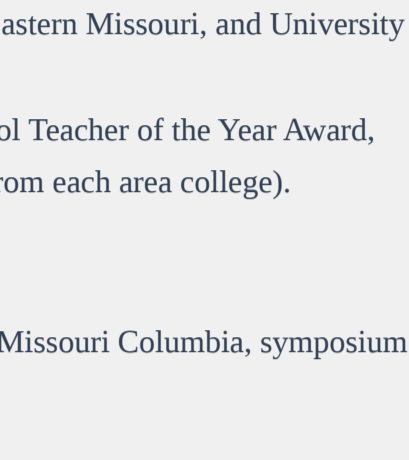 astern Missouri, and University
ol Teacher of the Year Award,
rom each area college).
Missouri Columbia, symposium